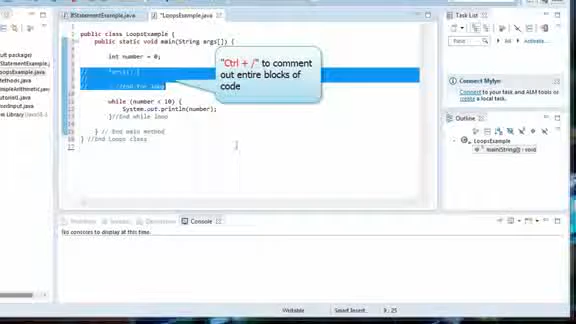 IfStatementExample.java
*LoopsExample.java
public class LoopsExample {
public static void main(String args[]) {
int number = 0;
"Ctrl + /" to comment
out entire blocks of
code
//End for loop
while (number < 10) {
System.out.println(number);
}//End while loop
} // End main method
} //End Loops class
Task List
Find
All
Activate...
Connect Mylyn
Connect to your task and ALM tools or
create a local task.
Outline
LoopsExample
main(String[]) : void
Problems
Javadoc
Declaration
Console
No consoles to display at this time.
Writable
Smart Insert
9 : 25